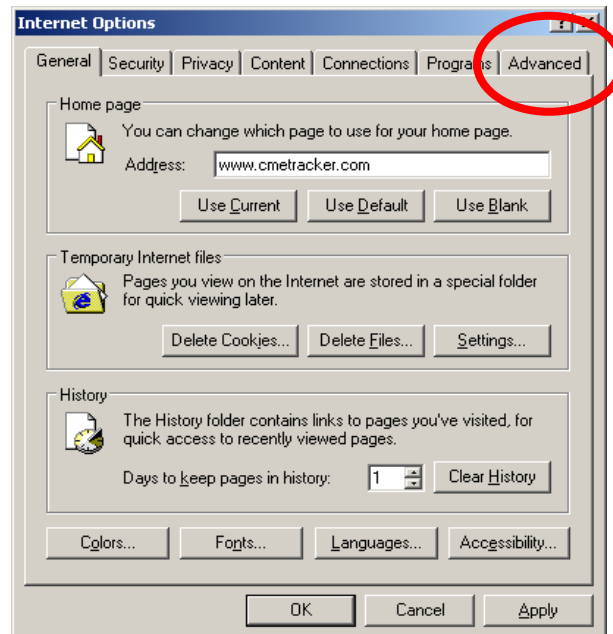 Internet Options
General Security Privacy Content Connections Programs Advanced
Home page
You can change which page to use for your home page.
Address: www.cmetracker.com
Use Current Use Default Use Blank
Temporary Internet files
Pages you view on the Internet are stored in a special folder
for quick viewing later.
Delete Cookies... Delete Files... Settings...
History
The History folder contains links to pages you've visited, for
quick access to recently viewed pages.
Days to keep pages in history: 1 Clear History
Colors... Fonts... Languages... Accessibility...
OK Cancel Apply